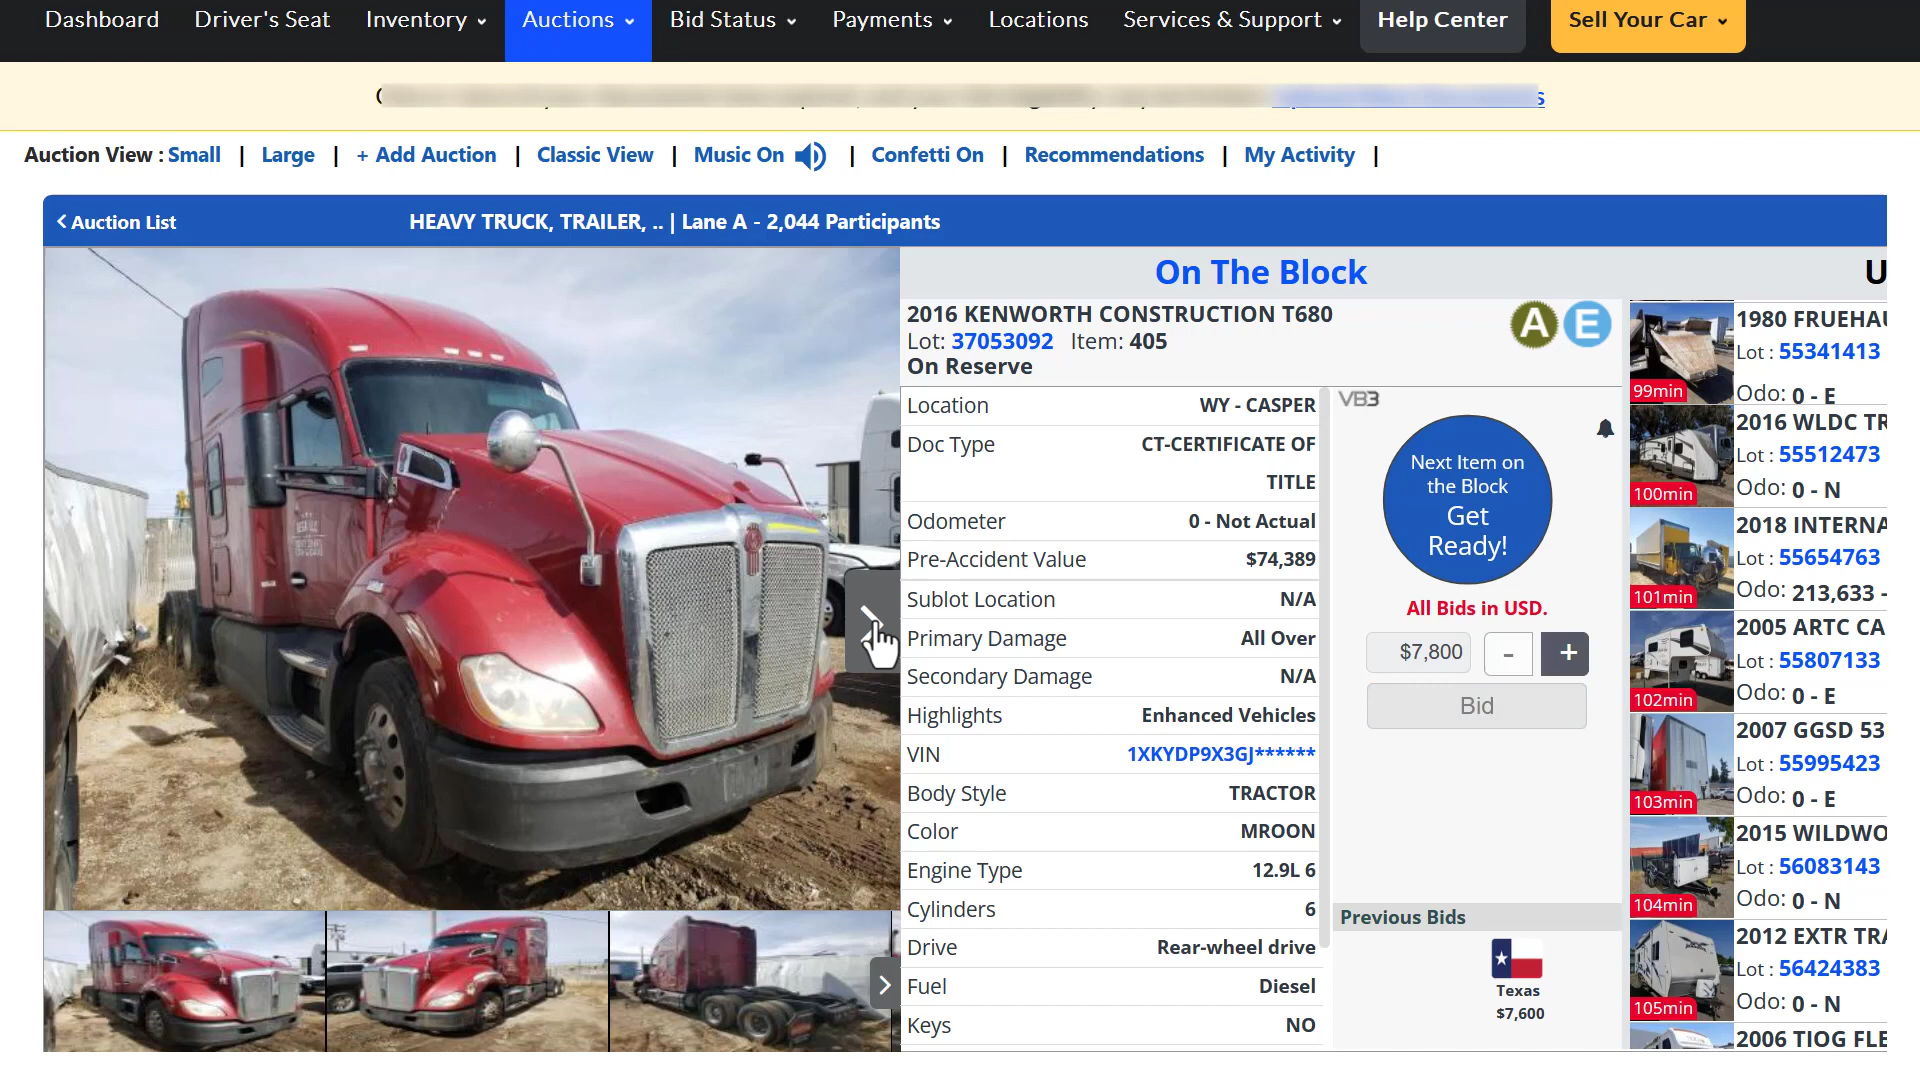 Dashboard Driver's Seat Inventory Auctions Bid Status Payments Locations Services & Support Help Center Sell Your Car
Auction View : Small | Large | + Add Auction | Classic View | Music On | Confetti On | Recommendations | My Activity |
Auction List HEAVY TRUCK, TRAILER, .. | Lane A - 2,044 Participants
On The Block
2016 KENWORTH CONSTRUCTION T680
Lot: 37053092 Item: 405
On Reserve
A E
Location WY - CASPER
Doc Type CT-CERTIFICATE OF
TITLE
Odometer 0 - Not Actual
Pre-Accident Value $74,389
Sublot Location N/A
Primary Damage All Over
Secondary Damage N/A
Highlights Enhanced Vehicles
VIN 1XKYDP9X3GJ******
Body Style TRACTOR
Color MROON
Engine Type 12.9L 6
Cylinders 6
Drive Rear-wheel drive
Fuel Diesel
Keys NO
VB3
Next Item on
the Block
Get
Ready!
All Bids in USD.
$7,800 - +
Bid
Previous Bids
Texas
$7,600
U
1980 FRUEHAU
Lot : 55341413
99min
Odo: 0 - E
2016 WLDC TR
Lot : 55512473
100min
Odo: 0 - N
2018 INTERNA
Lot : 55654763
101min
Odo: 213,633 -
2005 ARTC CA
Lot : 55807133
102min
Odo: 0 - E
2007 GGSD 53
Lot : 55995423
103min
Odo: 0 - E
2015 WILDWO
Lot : 56083143
104min
Odo: 0 - N
2012 EXTR TRA
Lot : 56424383
105min
Odo: 0 - N
2006 TIOG FLE